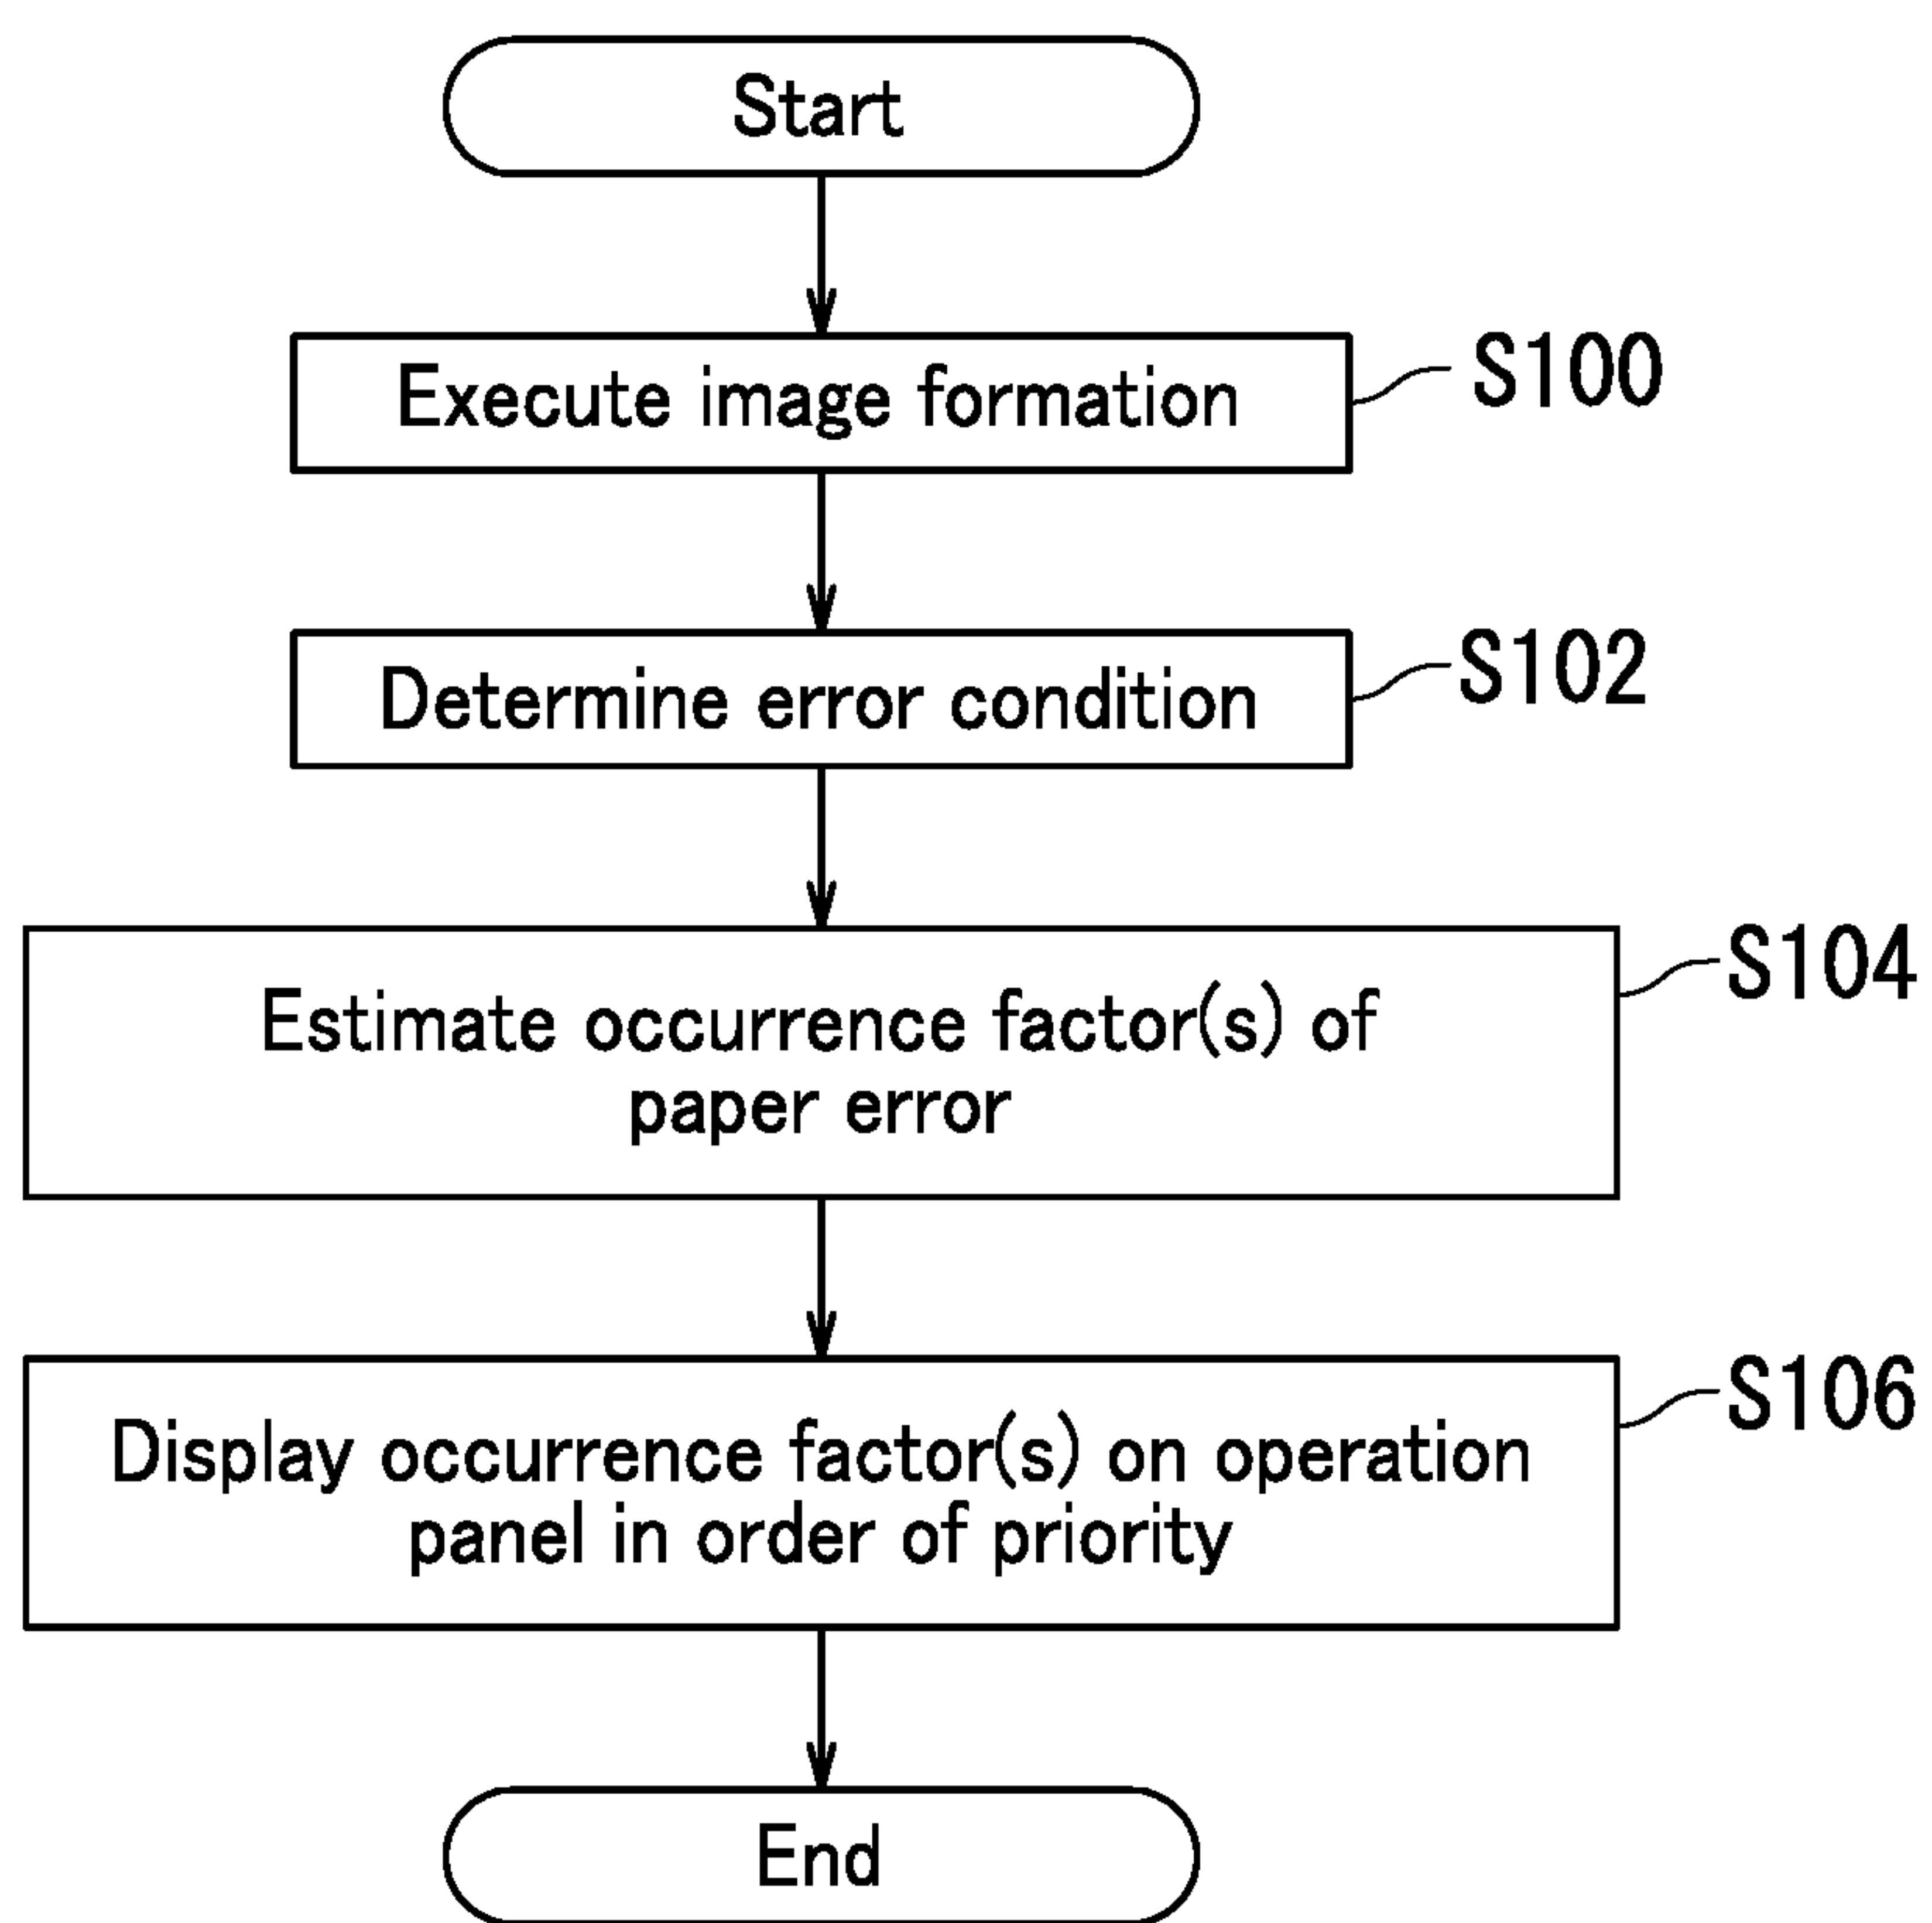 Start
Execute image formation
S100
Determine error condition
S102
Estimate occurrence factor(s) of
paper error
S104
Display occurrence factor(s) on operation
panel in order of priority
S106
End